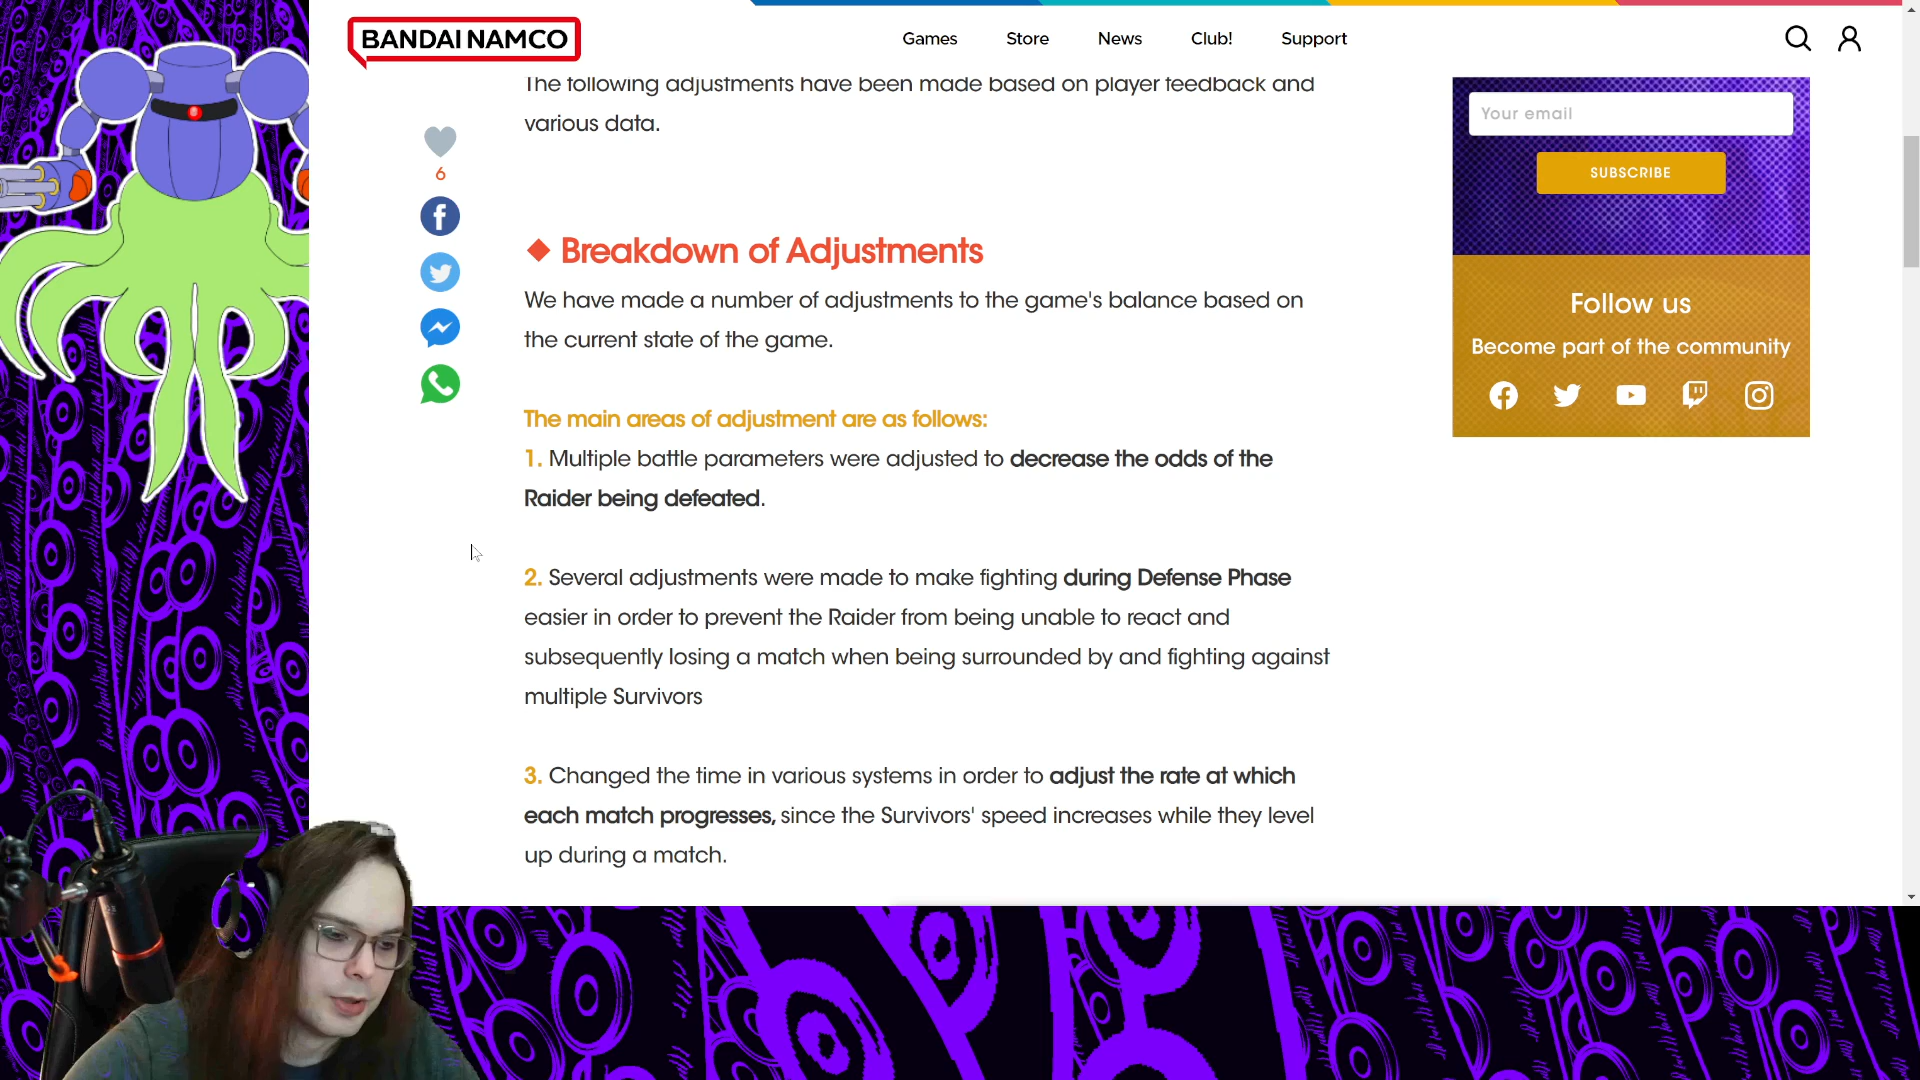 BANDAI NAMCO
Games
Store
News
Club!
Support
The following adjustments have been made based on player feedback and
various data.
6
◆ Breakdown of Adjustments
We have made a number of adjustments to the game's balance based on
the current state of the game.
The main areas of adjustment are as follows:
1. Multiple battle parameters were adjusted to decrease the odds of the
Raider being defeated.
2. Several adjustments were made to make fighting during Defense Phase
easier in order to prevent the Raider from being unable to react and
subsequently losing a match when being surrounded by and fighting against
multiple Survivors
3. Changed the time in various systems in order to adjust the rate at which
each match progresses, since the Survivors' speed increases while they level
up during a match.
Your email
SUBSCRIBE
Follow us
Become part of the community